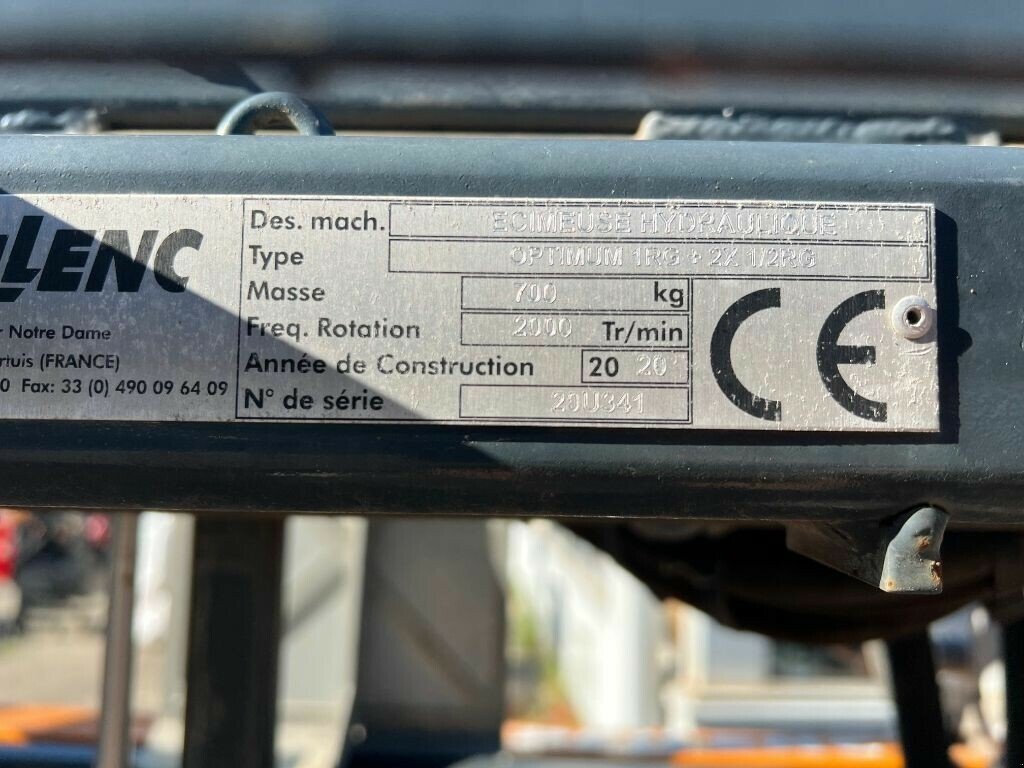 LENC
Notre Dame
rtuis (FRANCE)
0 Fax: 33 (0) 490 09 64 09
Des. mach. ECIMEUSE HYDRAULIQUE
Type OPTIMUM 1RG + 2X 1/2RG
Masse 700 kg
Freq. Rotation 2000 Tr/min
Année de Construction 20 20
N° de série 20U341
CE